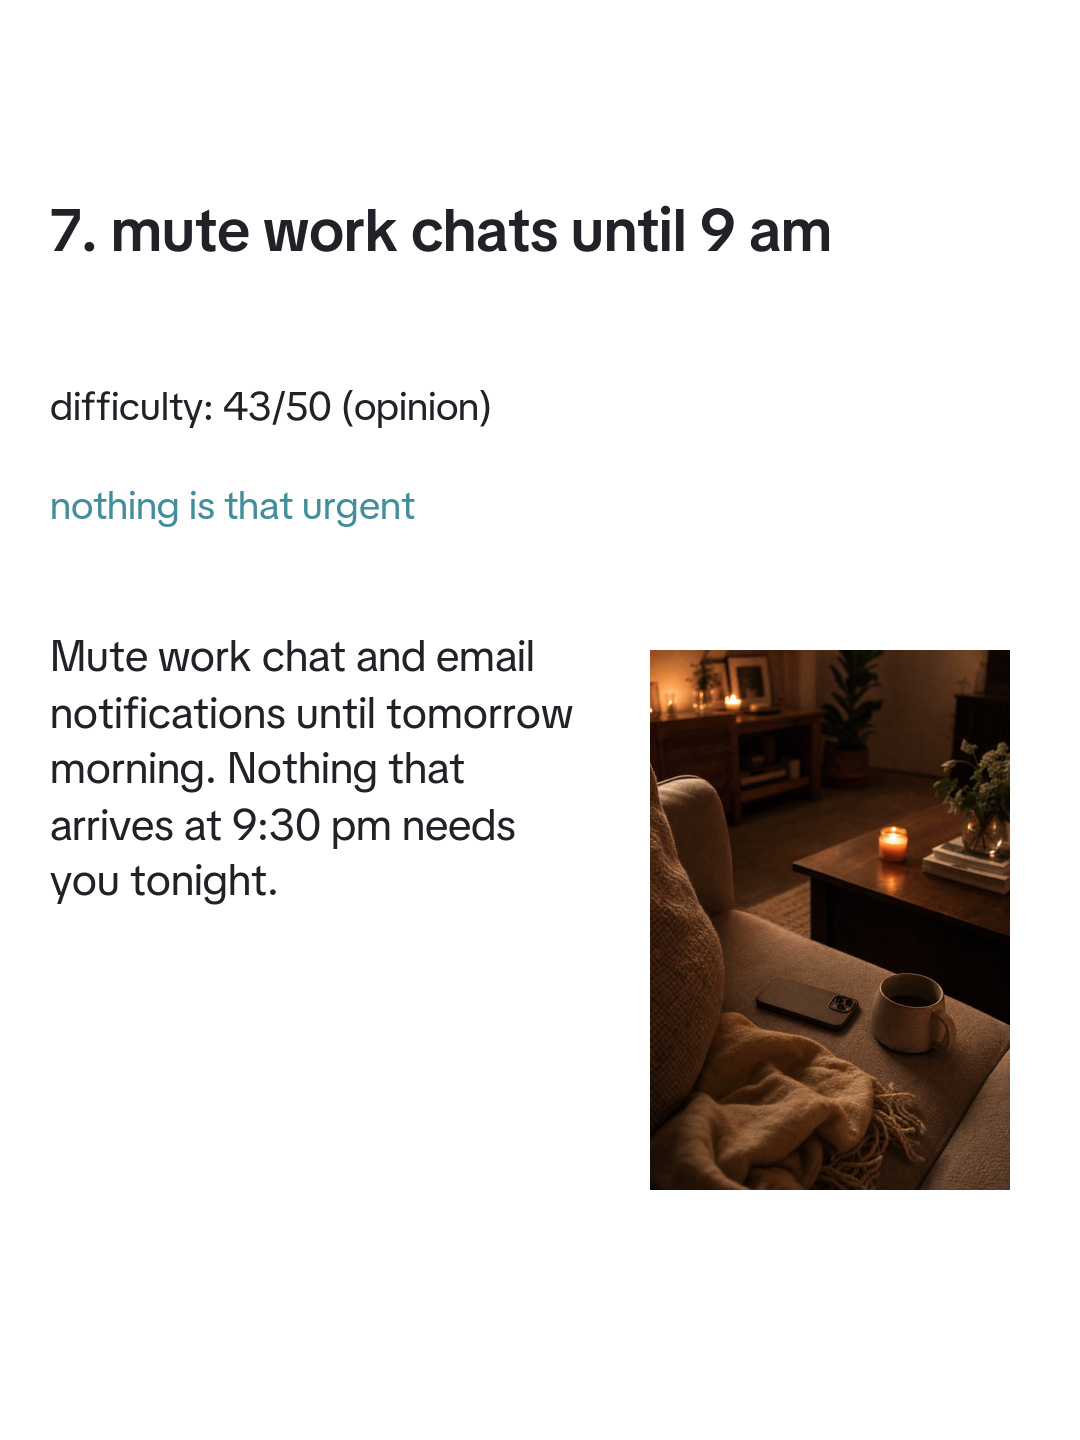 7. mute work chats until 9 am
difficulty: 43/50 (opinion)
nothing is that urgent
Mute work chat and email
notifications until tomorrow
morning. Nothing that
arrives at 9:30 pm needs
you tonight.